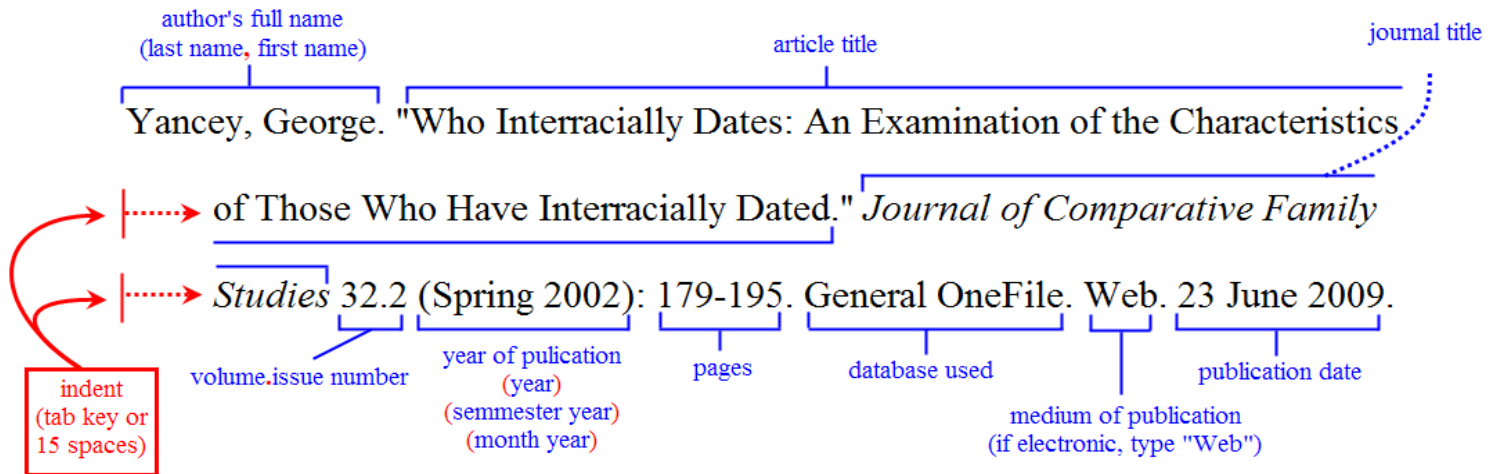 author's full name
(last name, first name)
article title
journal title
Yancey, George. "Who Interracially Dates: An Examination of the Characteristics
of Those Who Have Interracially Dated." Journal of Comparative Family
Studies 32.2 (Spring 2002): 179-195. General OneFile. Web. 23 June 2009.
indent
(tab key or
15 spaces)
volume.issue number
year of pulication
(year)
(semmester year)
(month year)
pages
database used
medium of publication
(if electronic, type "Web")
publication date